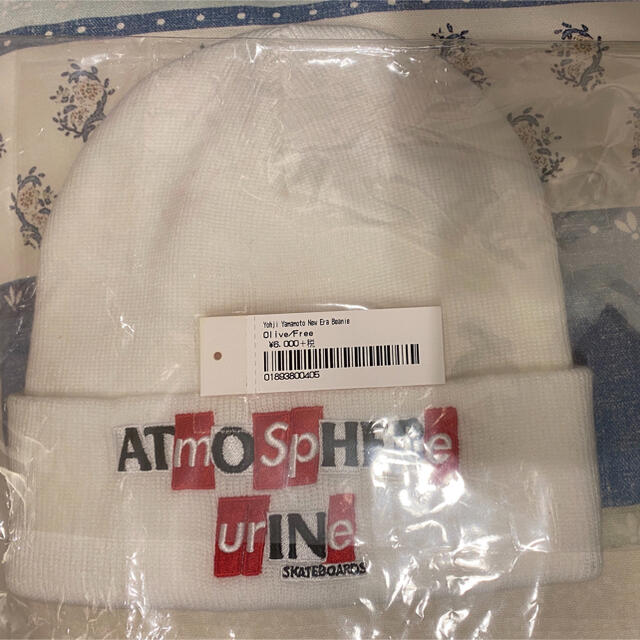 Yohji Yamamoto New Era Beanie
Olive/Free
¥6,000+税
01893800405
ATmOSpHERe
urINe
SKATEBOARDS